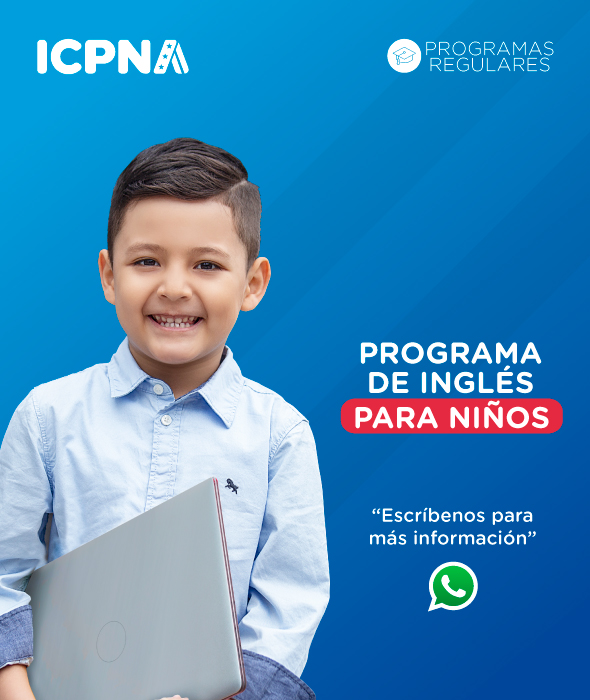 ICPNA
PROGRAMAS
REGULARES
PROGRAMA
DE INGLÉS
PARA NIÑOS
“Escríbenos para
más información”